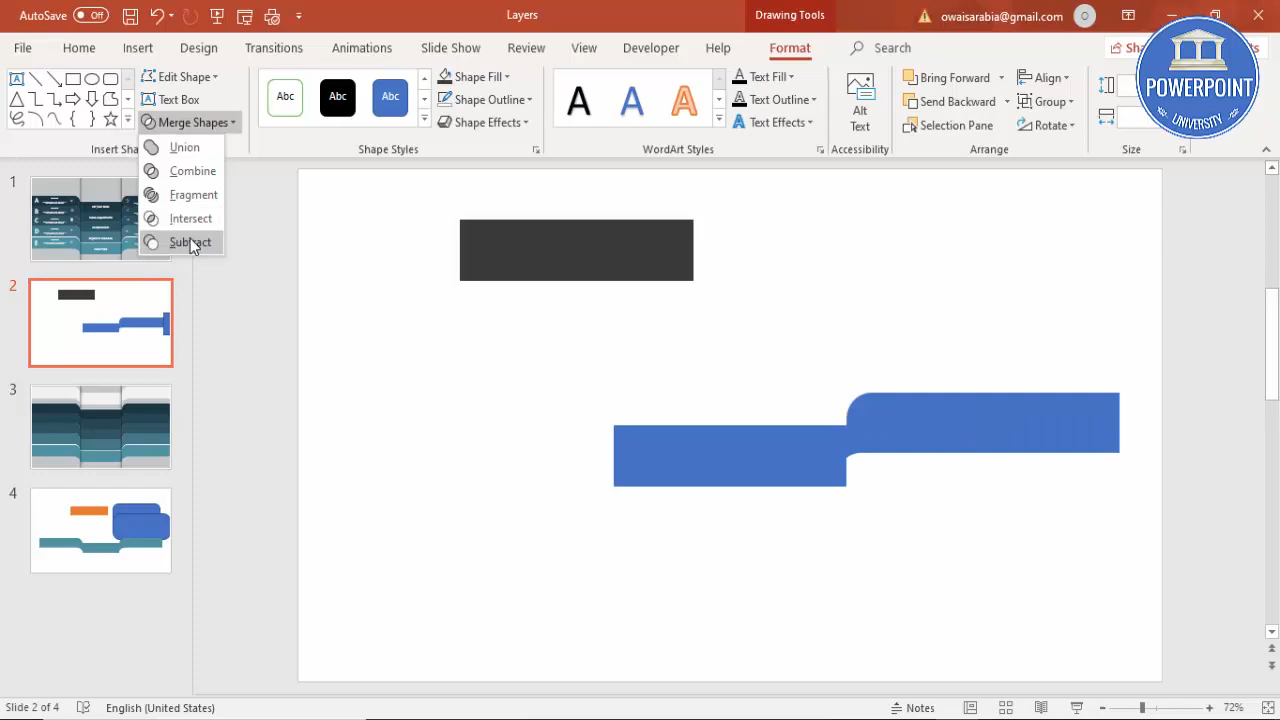 AutoSave Off
Layers
Drawing Tools
owaisarabia@gmail.com
File Home Insert Design Transitions Animations Slide Show Review View Developer Help Format Search
Edit Shape
Text Box
Merge Shapes
Union
Combine
Fragment
Intersect
Subtract
Abc Abc Abc
Shape Fill
Shape Outline
Shape Effects
Shape Styles
A A A
Text Fill
Text Outline
Text Effects
WordArt Styles
Alt
Text
Accessibility
Bring Forward
Send Backward
Selection Pane
Align
Group
Rotate
Arrange
Size
POWERPOINT
UNIVERSITY
1
2
3
4
Slide 2 of 4
English (United States)
Notes
72%